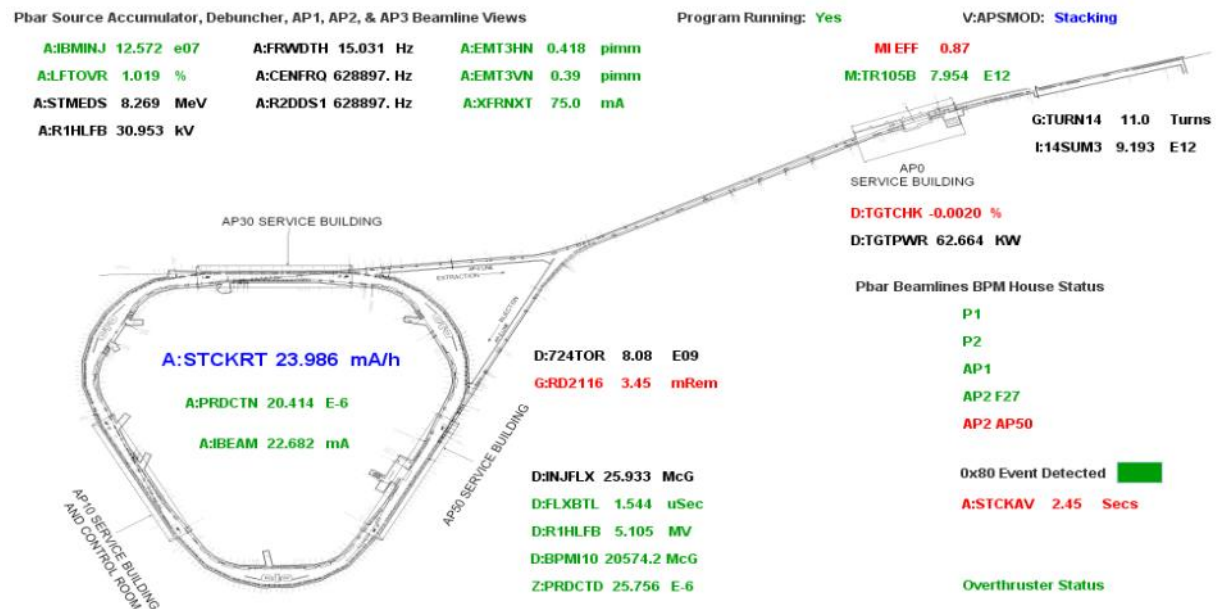 Pbar Source Accumulator, Debuncher, AP1, AP2, & AP3 Beamline Views Program Running: Yes V:APSMOD: Stacking
A:IBMINJ 12.572 e07 A:FRWDTH 15.031 Hz A:EMT3HN 0.418 pimm MI EFF 0.87
A:LFTOVR 1.019 % A:CENFRQ 628897. Hz A:EMT3VN 0.39 pimm M:TR105B 7.954 E12
A:STMEDS 8.269 MeV A:R2DDS1 628897. Hz A:XFRNXT 75.0 mA
A:R1HLFB 30.953 kV
G:TURN14 11.0 Turns
I:14SUM3 9.193 E12
AP0
SERVICE BUILDING
D:TGTCHK -0.0020 %
D:TGTPWR 62.664 KW
AP30 SERVICE BUILDING
EXTRACTION
INJECTION
Pbar Beamlines BPM House Status
P1
P2
AP1
AP2 F27
AP2 AP50
A:STCKRT 23.986 mA/h
A:PRDCTN 20.414 E-6
A:IBEAM 22.682 mA
D:724TOR 8.08 E09
G:RD2116 3.45 mRem
AP50 SERVICE BUILDING
AP10 SERVICE BUILDING
AND CONTROL ROOM
D:INJFLX 25.933 McG
D:FLXBTL 1.544 uSec
D:R1HLFB 5.105 MV
D:BPMI10 20574.2 McG
Z:PRDCTD 25.756 E-6
0x80 Event Detected
A:STCKAV 2.45 Secs
Overthruster Status